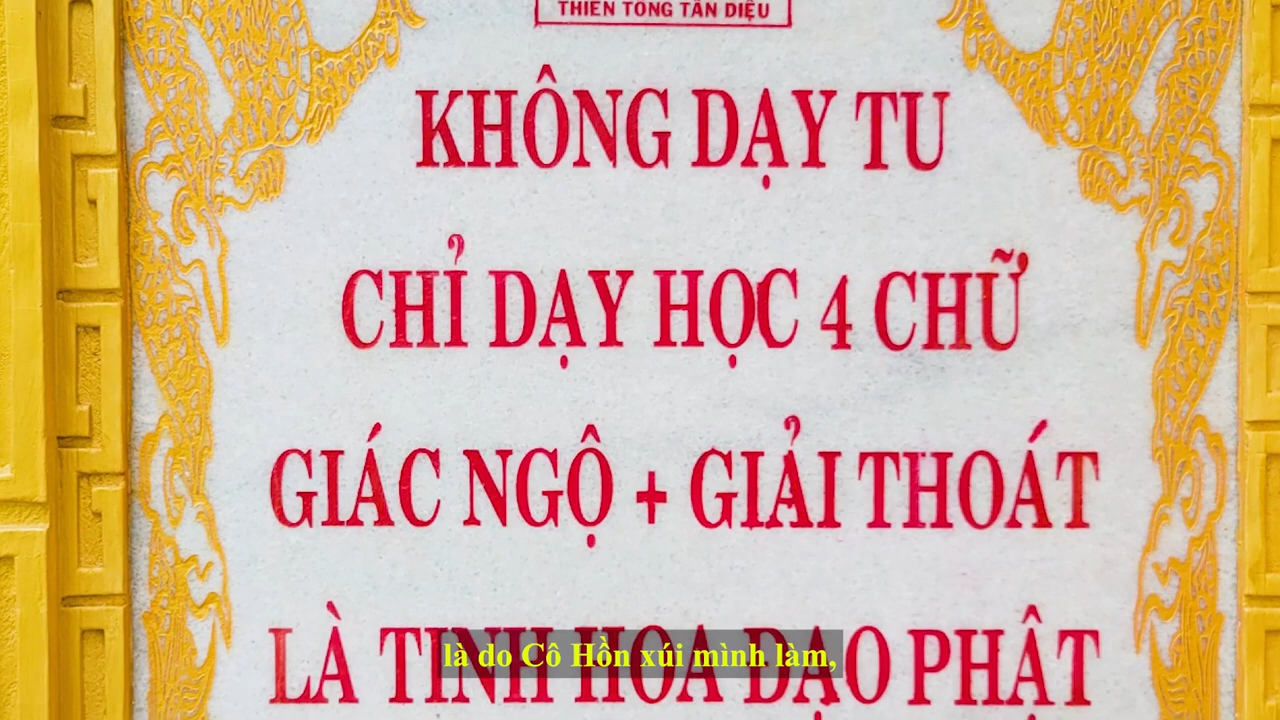 THIỀN TÔNG TÂN DIỆU
KHÔNG DẠY TU
CHỈ DẠY HỌC 4 CHỮ
GIÁC NGỘ + GIẢI THOÁT
LÀ TINH HOA ĐẠO PHẬT
là do Cô Hồn xúi mình làm,